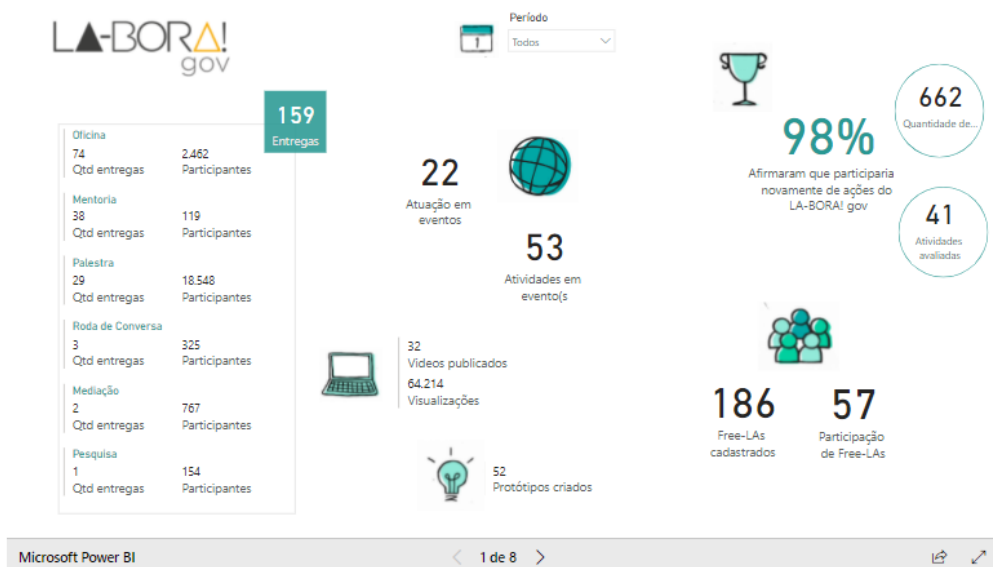 LA-BORA!
gov
Período
1
Todos
159
Entregas
Oficina
74
2.462
Qtd entregas
Participantes
Mentoria
38
119
Qtd entregas
Participantes
Palestra
29
18.548
Qtd entregas
Participantes
Roda de Conversa
3
325
Qtd entregas
Participantes
Mediação
2
767
Qtd entregas
Participantes
Pesquisa
1
154
Qtd entregas
Participantes
22
Atuação em
eventos
53
Atividades em
evento(s
32
Videos publicados
64.214
Visualizações
52
Protótipos criados
98%
Afirmaram que participaria
novamente de ações do
LA-BORA! gov
662
Quantidade de...
41
Atividades
avaliadas
186
Free-LAs
cadastrados
57
Participação
de Free-LAs
Microsoft Power BI
1 de 8